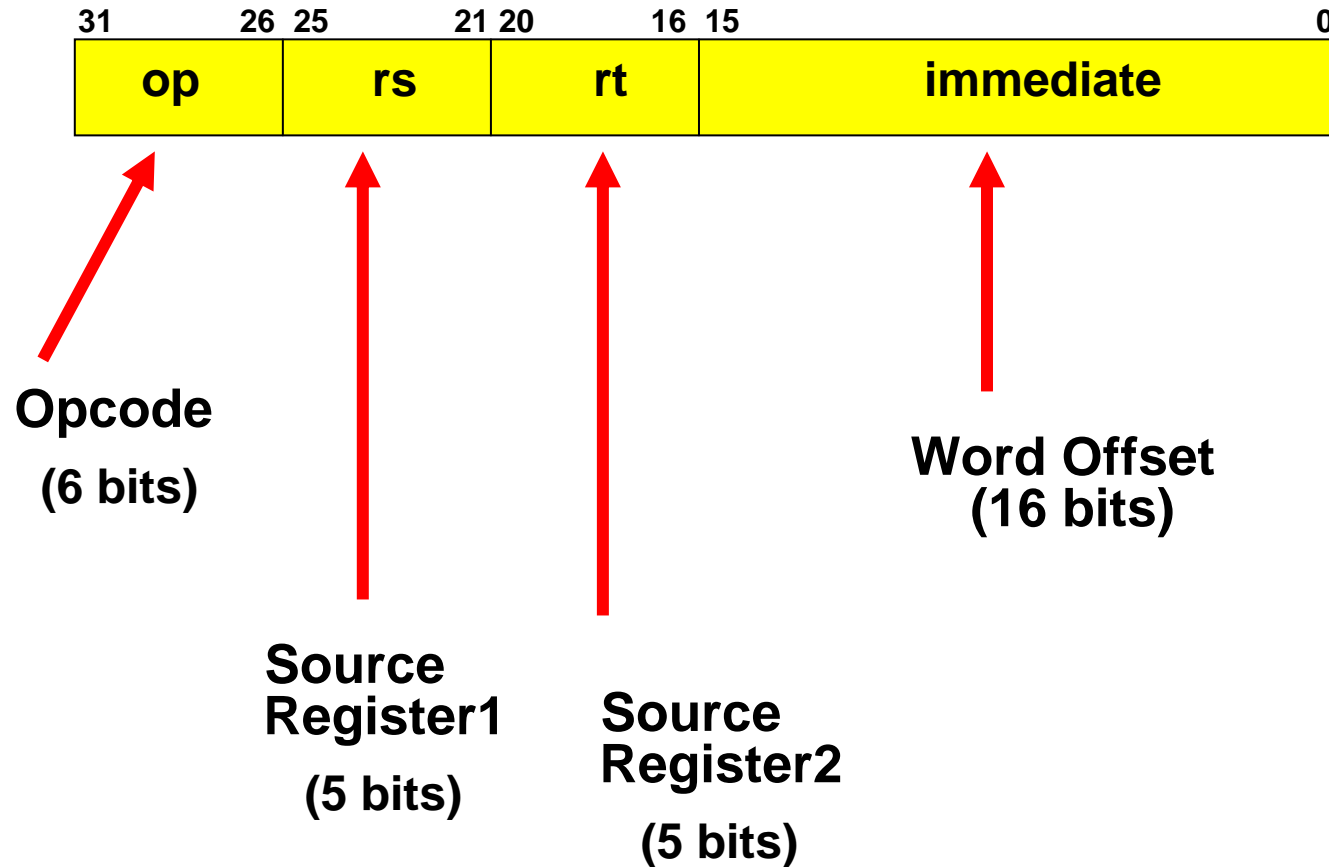 31 26 25 21 20 16 15 0
op rs rt immediate
Opcode
(6 bits)
Word Offset
(16 bits)
Source
Register1
(5 bits)
Source
Register2
(5 bits)